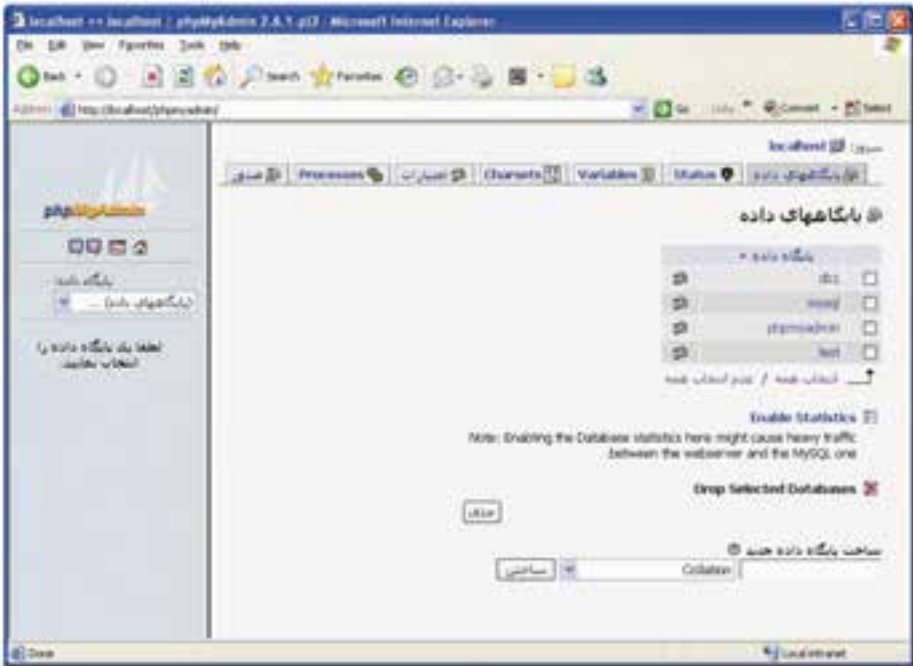 localhost >> localhost | phpMyAdmin 2.6.1-pl3 - Microsoft Internet Explorer
File Edit View Favorites Tools Help
Back Search Favorites
Address http://localhost/phpmyadmin/ Go Links Convert Select
سرور: localhost
پایگاههای داده Status Variables Charsets امتیازات Processes صدور
phpMyAdmin
پایگاه داده:
(پایگاههای داده) ...
لطفا یک پایگاه داده را
انتخاب نمایید.
پایگاههای داده
پایگاه داده
mysql
phpmyadmin
test
انتخاب همه / عدم انتخاب همه
Enable Statistics
Note: Enabling the Database statistics here might cause heavy traffic
between the webserver and the MySQL one.
Drop Selected Databases
حذف
ساخت پایگاه داده جدید
Collation ساختن
Done Local intranet